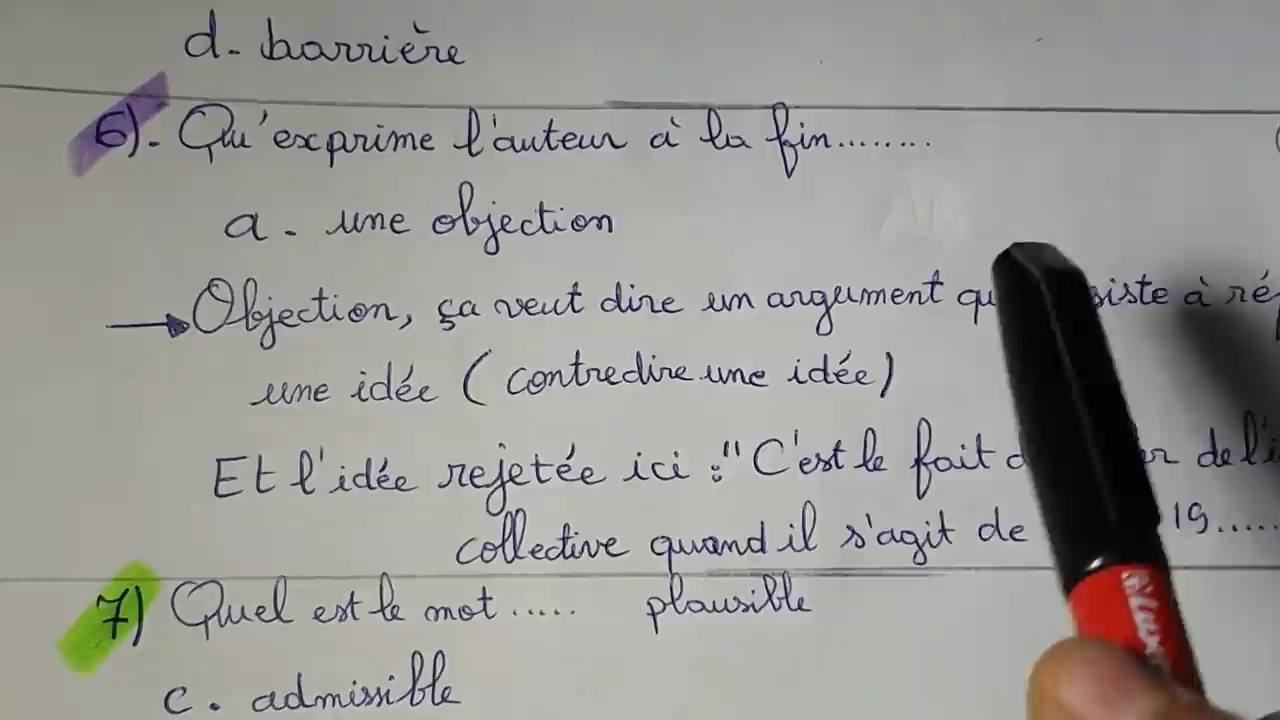 d- barrière
6). Qu'exprime l'auteur à la fin........
a. une objection
→ Objection, ça veut dire un argument à
une idée (contredire une idée)
Et l'idée rejetée ici : "C'est le fait de
collective quand il s'agit de 19.....
7) Quel est le mot ..... plausible
c. admissible